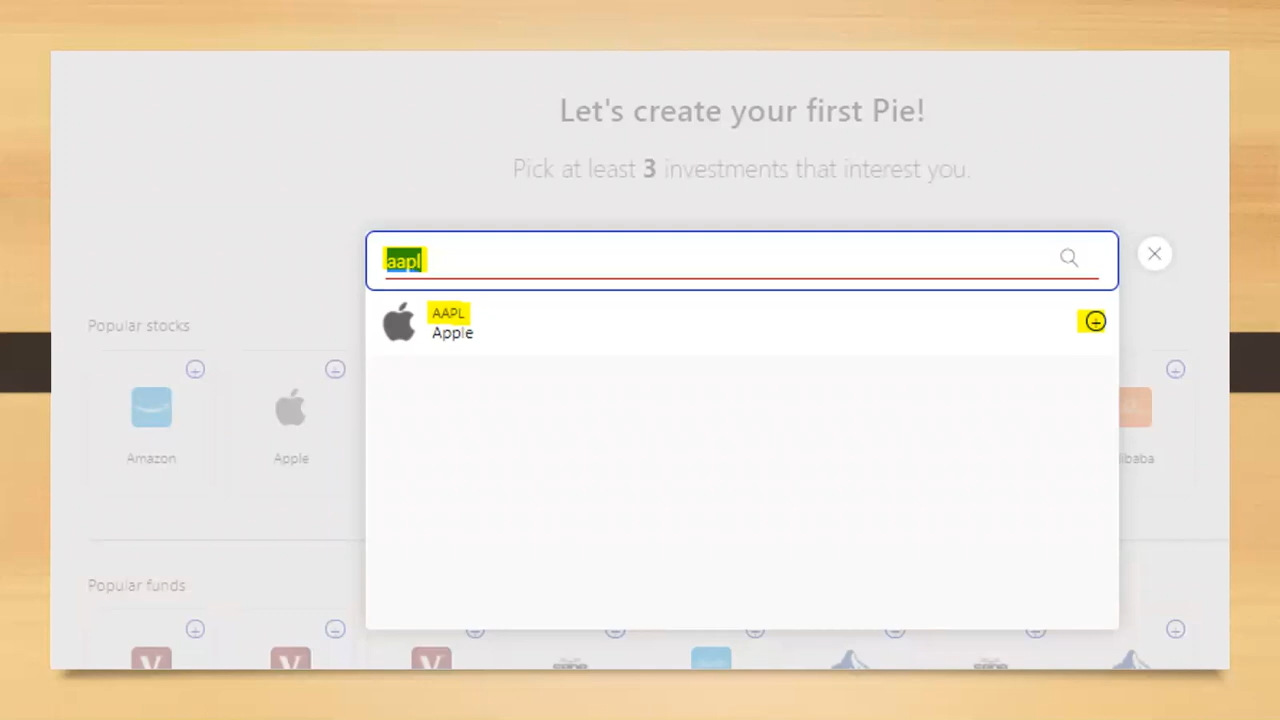 Let's create your first Pie!
Pick at least 3 investments that interest you.
aapl
AAPL
Apple
Popular stocks
Amazon
Apple
libaba
Popular funds
V
V
V